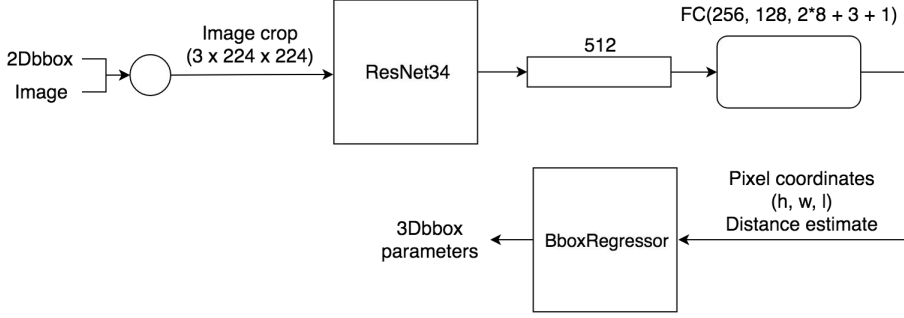 2Dbbox
Image
Image crop
(3 x 224 x 224)
ResNet34
512
FC(256, 128, 2*8 + 3 + 1)
Pixel coordinates
(h, w, l)
Distance estimate
BboxRegressor
3Dbbox
parameters